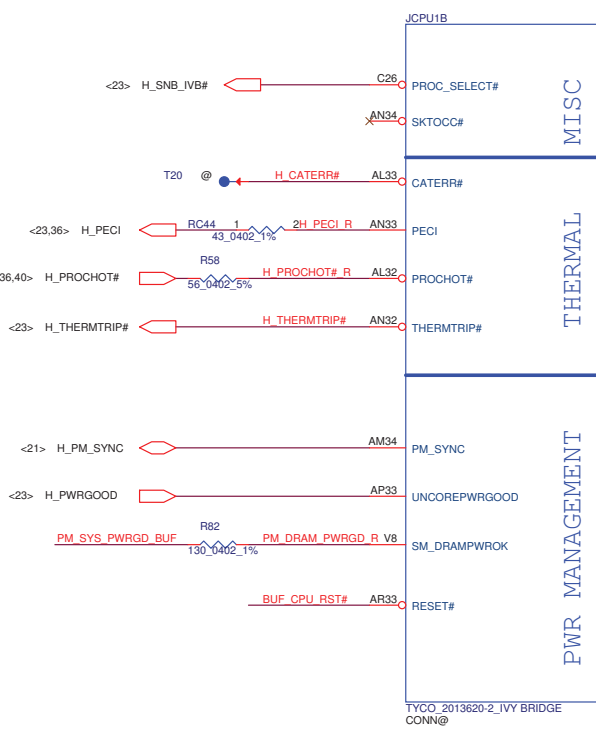 JCPU1B
<23> H_SNB_IVB# C26 PROC_SELECT#
AN34 SKTOCC#
MISC
T20 @ H_CATERR# AL33 CATERR#
<23,36> H_PECI RC44 1 2 H_PECI_R AN33 PECI
43_0402_1%
THERMAL
R58
36,40> H_PROCHOT# H_PROCHOT#_R AL32 PROCHOT#
56_0402_5%
<23> H_THERMTRIP# H_THERMTRIP# AN32 THERMTRIP#
<21> H_PM_SYNC AM34 PM_SYNC
<23> H_PWRGOOD AP33 UNCOREPWRGOOD
PWR MANAGEMENT
R82
PM_SYS_PWRGD_BUF PM_DRAM_PWRGD_R V8 SM_DRAMPWROK
130_0402_1%
BUF_CPU_RST# AR33 RESET#
TYCO_2013620-2_IVY BRIDGE
CONN@